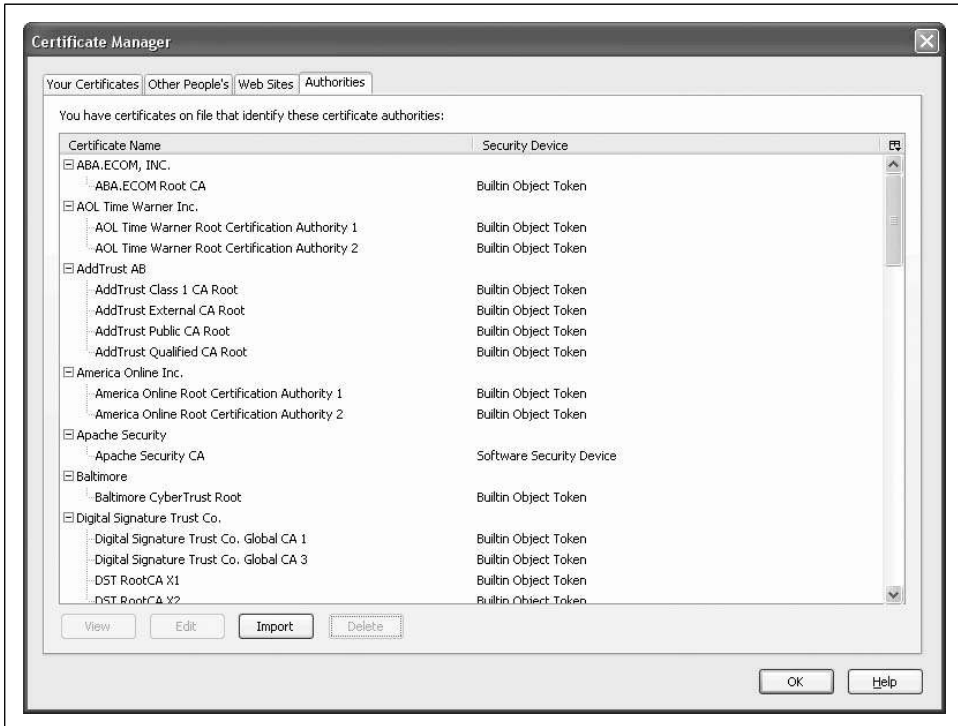 Certificate Manager
Your Certificates Other People's Web Sites Authorities
You have certificates on file that identify these certificate authorities:
Certificate Name Security Device
ABA.ECOM, INC.
ABA.ECOM Root CA Builtin Object Token
AOL Time Warner Inc.
AOL Time Warner Root Certification Authority 1 Builtin Object Token
AOL Time Warner Root Certification Authority 2 Builtin Object Token
AddTrust AB
AddTrust Class 1 CA Root Builtin Object Token
AddTrust External CA Root Builtin Object Token
AddTrust Public CA Root Builtin Object Token
AddTrust Qualified CA Root Builtin Object Token
America Online Inc.
America Online Root Certification Authority 1 Builtin Object Token
America Online Root Certification Authority 2 Builtin Object Token
Apache Security
Apache Security CA Software Security Device
Baltimore
Baltimore CyberTrust Root Builtin Object Token
Digital Signature Trust Co.
Digital Signature Trust Co. Global CA 1 Builtin Object Token
Digital Signature Trust Co. Global CA 3 Builtin Object Token
DST RootCA X1 Builtin Object Token
DST RootCA X2 Builtin Object Token
View Edit Import Delete
OK Help